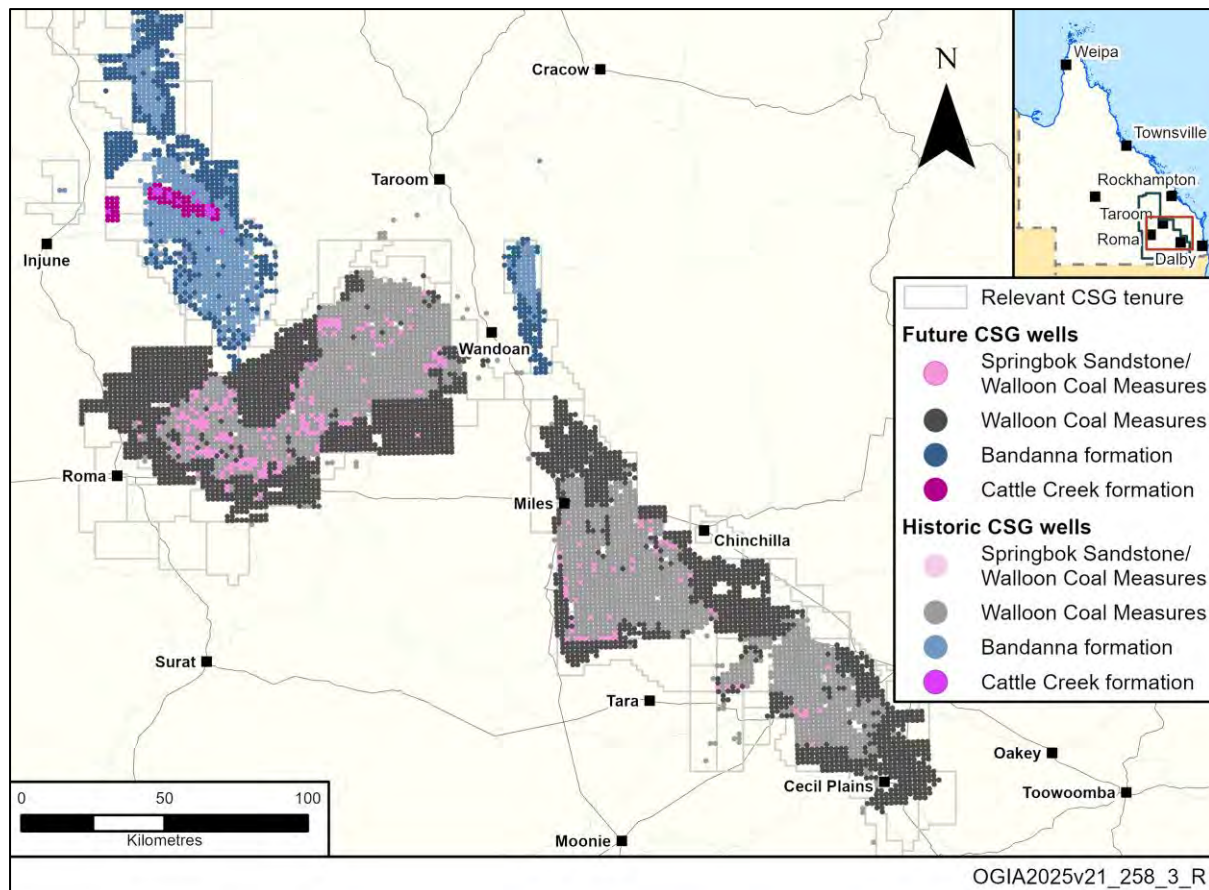 Weipa
Townsville
Rockhampton
Taroom
Roma
Dalby
N
Cracow
Taroom
Injune
Wandoan
Roma
Miles
Chinchilla
Surat
Tara
Oakey
Cecil Plains
Toowoomba
Moonie
Relevant CSG tenure
Future CSG wells
Springbok Sandstone/
Walloon Coal Measures
Walloon Coal Measures
Bandanna formation
Cattle Creek formation
Historic CSG wells
Springbok Sandstone/
Walloon Coal Measures
Walloon Coal Measures
Bandanna formation
Cattle Creek formation
0 50 100
Kilometres
OGIA2025v21_258_3_R